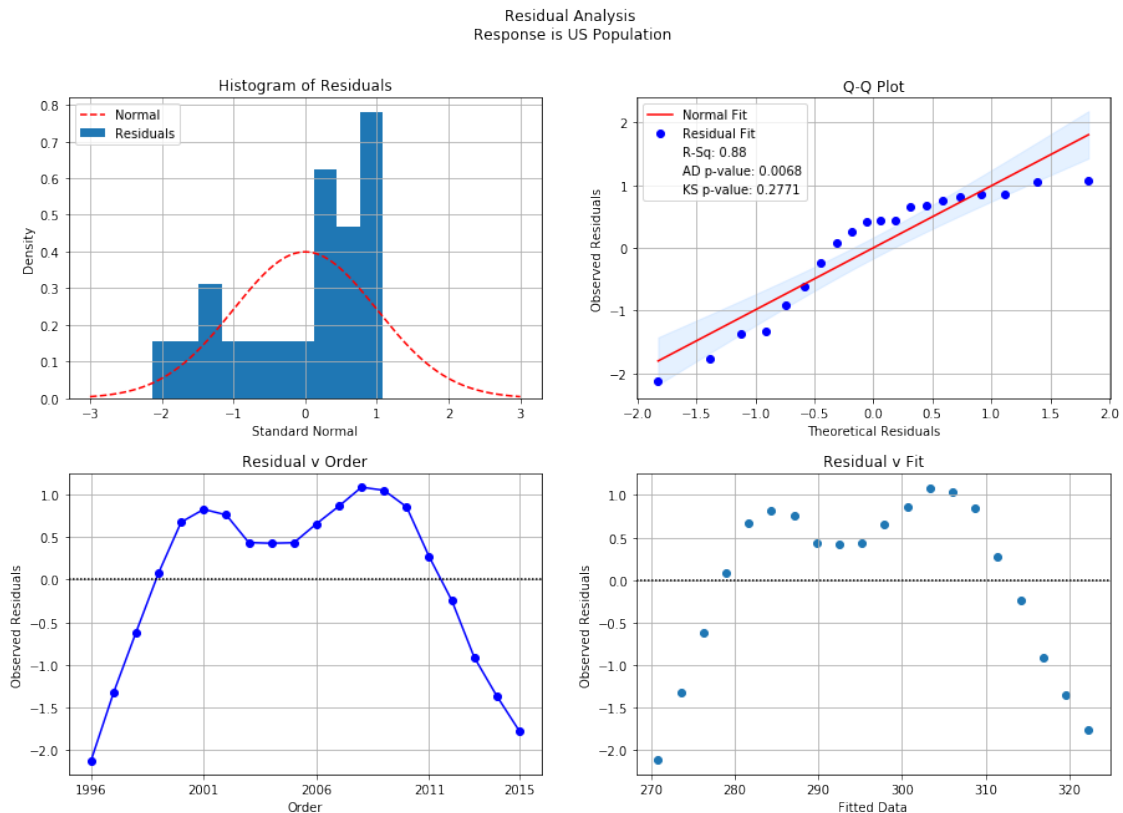 Residual Analysis
Response is US Population
Histogram of Residuals
Normal
Residuals
0.8
0.7
0.6
0.5
0.4
0.3
0.2
0.1
0.0
Density
−3 −2 −1 0 1 2 3
Standard Normal
Q-Q Plot
Normal Fit
Residual Fit
R-Sq: 0.88
AD p-value: 0.0068
KS p-value: 0.2771
2
1
0
−1
−2
Observed Residuals
−2.0 −1.5 −1.0 −0.5 0.0 0.5 1.0 1.5 2.0
Theoretical Residuals
Residual v Order
1.0
0.5
0.0
−0.5
−1.0
−1.5
−2.0
Observed Residuals
1996 2001 2006 2011 2015
Order
Residual v Fit
1.0
0.5
0.0
−0.5
−1.0
−1.5
−2.0
Observed Residuals
270 280 290 300 310 320
Fitted Data